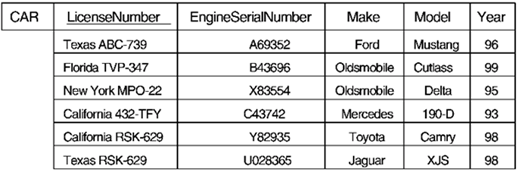 CAR LicenseNumber EngineSerialNumber Make Model Year
Texas ABC-739 A69352 Ford Mustang 96
Florida TVP-347 B43696 Oldsmobile Cutlass 99
New York MPO-22 X83554 Oldsmobile Delta 95
California 432-TFY C43742 Mercedes 190-D 93
California RSK-629 Y82935 Toyota Camry 98
Texas RSK-629 U028365 Jaguar XJS 98